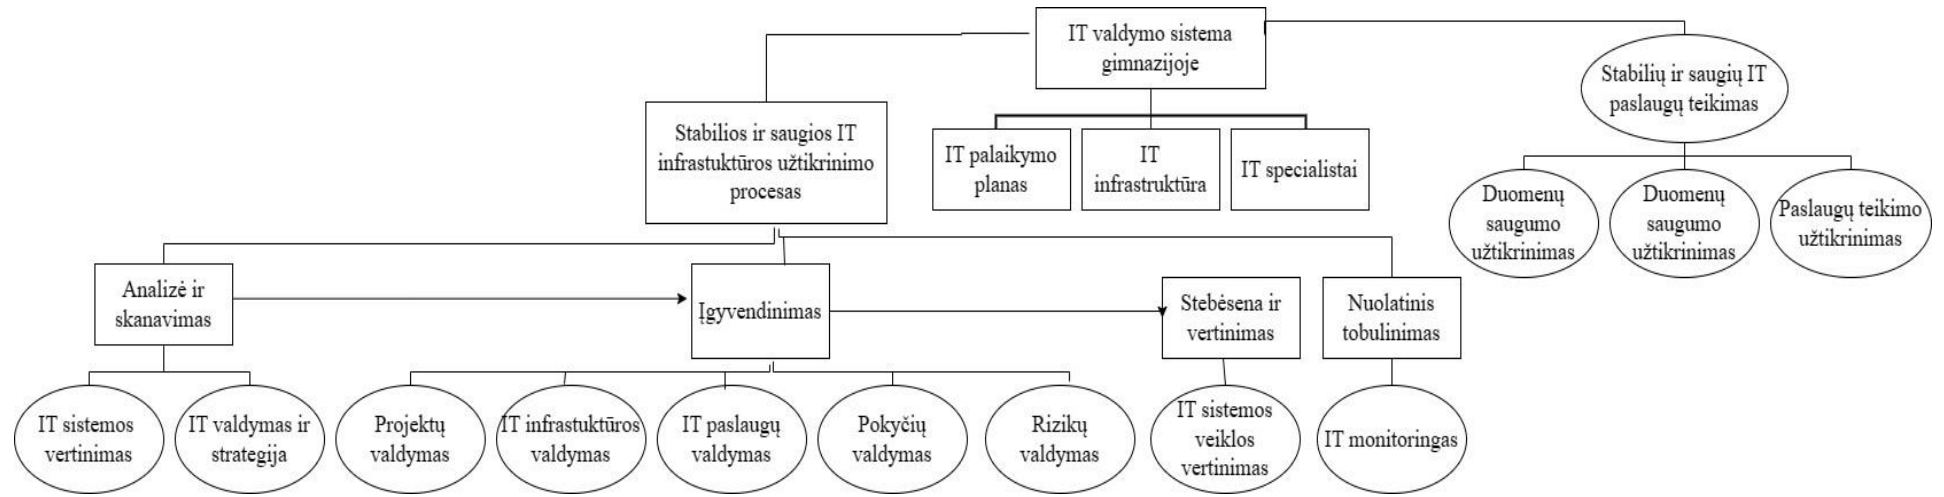 IT valdymo sistema
gimnazijoje
Stabilių ir saugių IT
paslaugų teikimas
Stabilios ir saugios IT
infrastuktūros užtikrinimo
procesas
IT palaikymo
planas
IT
infrastruktūra
IT specialistai
Duomenų
saugumo
užtikrinimas
Duomenų
saugumo
užtikrinimas
Paslaugų teikimo
užtikrinimas
Analizė ir
skanavimas
Įgyvendinimas
Stebėsena ir
vertinimas
Nuolatinis
tobulinimas
IT sistemos
vertinimas
IT valdymas ir
strategija
Projektų
valdymas
IT infrastuktūros
valdymas
IT paslaugų
valdymas
Pokyčių
valdymas
Rizikų
valdymas
IT sistemos
veiklos
vertinimas
IT monitoringas